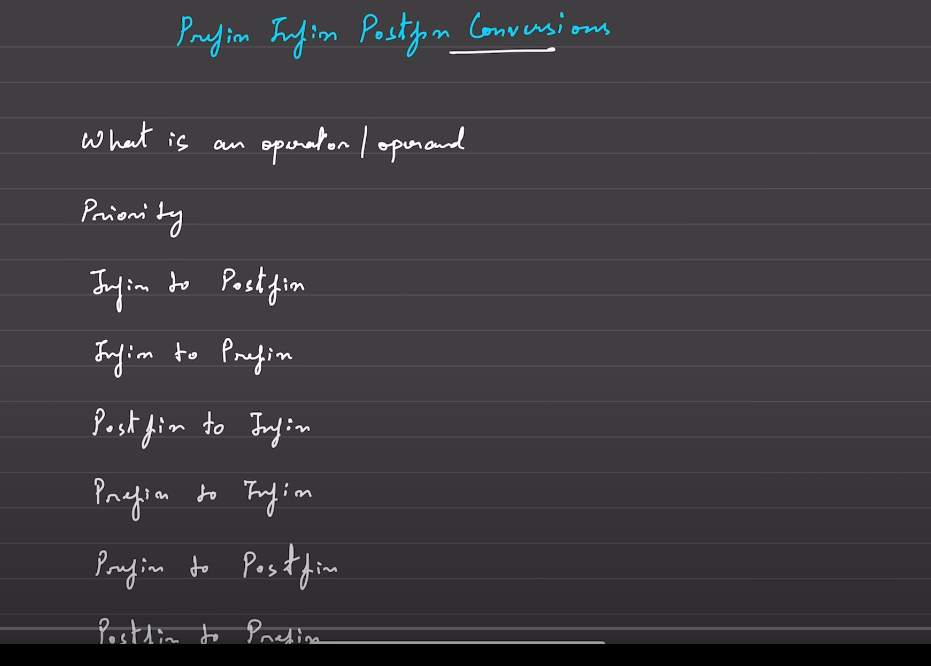 Prefix Infix Postfix Conversions
What is an operator/operand
Priority
Infix to Postfix
Infix to Prefix
Postfix to Infix
Prefix to Infix
Prefix to Postfix
Postfix to Prefix